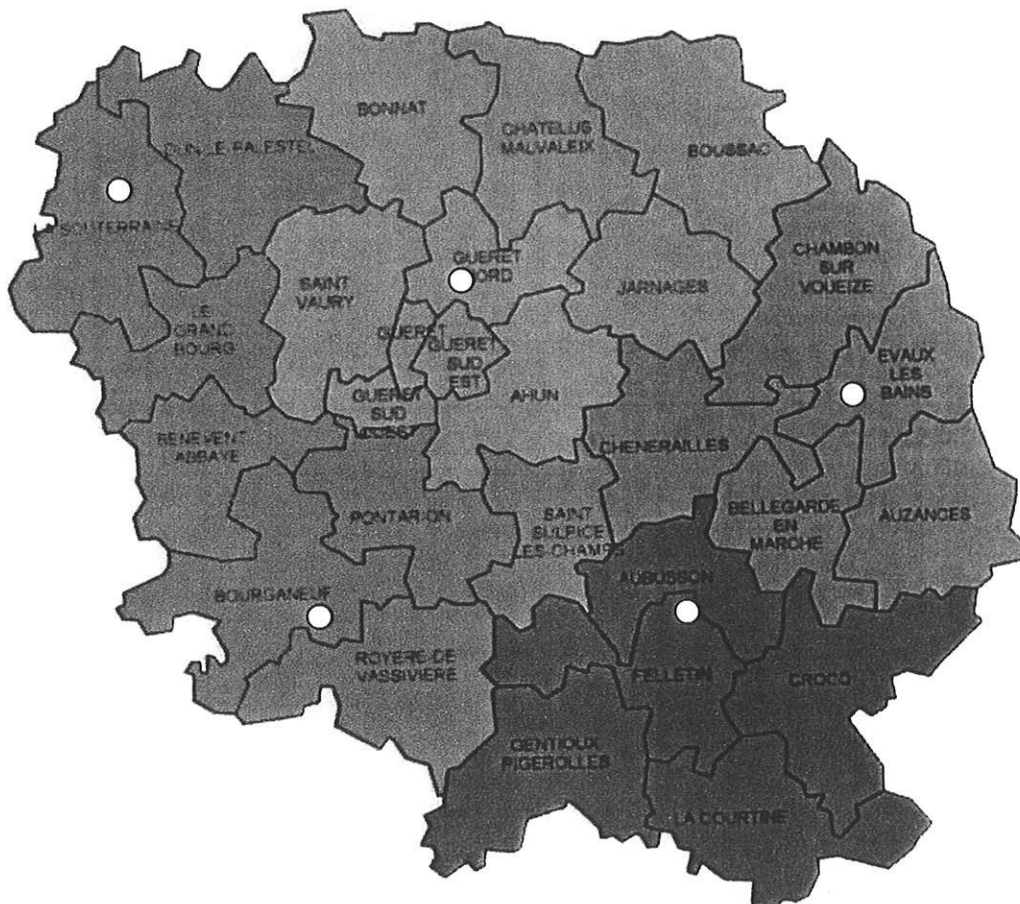 BONNAT
CHATELUS
MALVALEIX
BOUSSAC
DUN LE PALESTEL
LA SOUTERRAINE
GUERET
NORD
SAINT
VAURY
JARNAGES
CHAMBON
SUR
VOUEIZE
LE
GRAND
BOURG
GUERET
GUERET
SUD
EST
GUERET
SUD
OUEST
AHUN
EVAUX
LES
BAINS
BENEVENT
ABBAYE
CHENERAILLES
PONTARION
SAINT
SULPICE
LES CHAMPS
BELLEGARDE
EN
MARCHE
AUZANCES
BOURGANEUF
AUBUSSON
ROYERE DE
VASSIVIERE
FELLETIN
CROCQ
GENTIOUX
PIGEROLLES
LA COURTINE